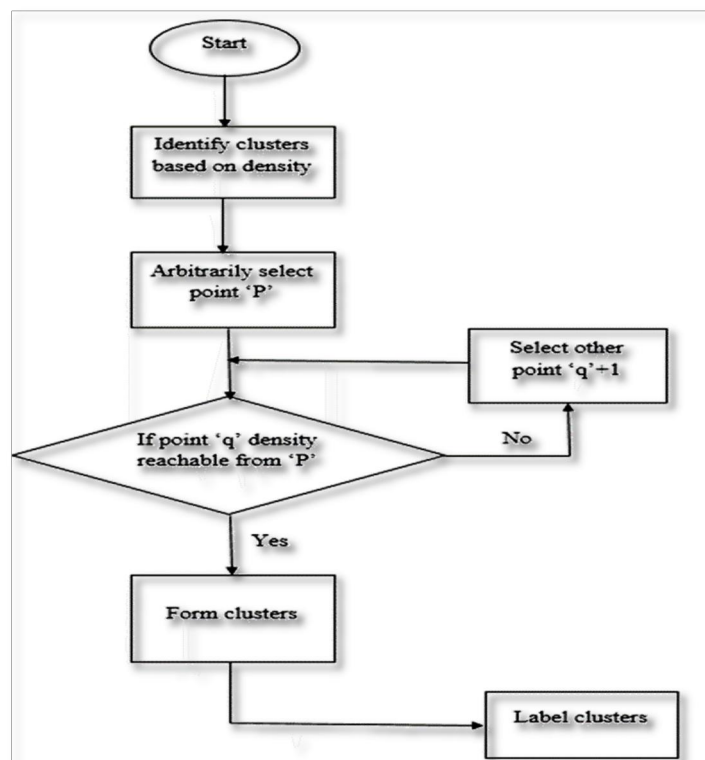 Start
Identify clusters
based on density
Arbitrarily select
point ‘P’
Select other
point ‘q’+1
If point ‘q’ density
reachable from ‘P’
No
Yes
Form clusters
Label clusters